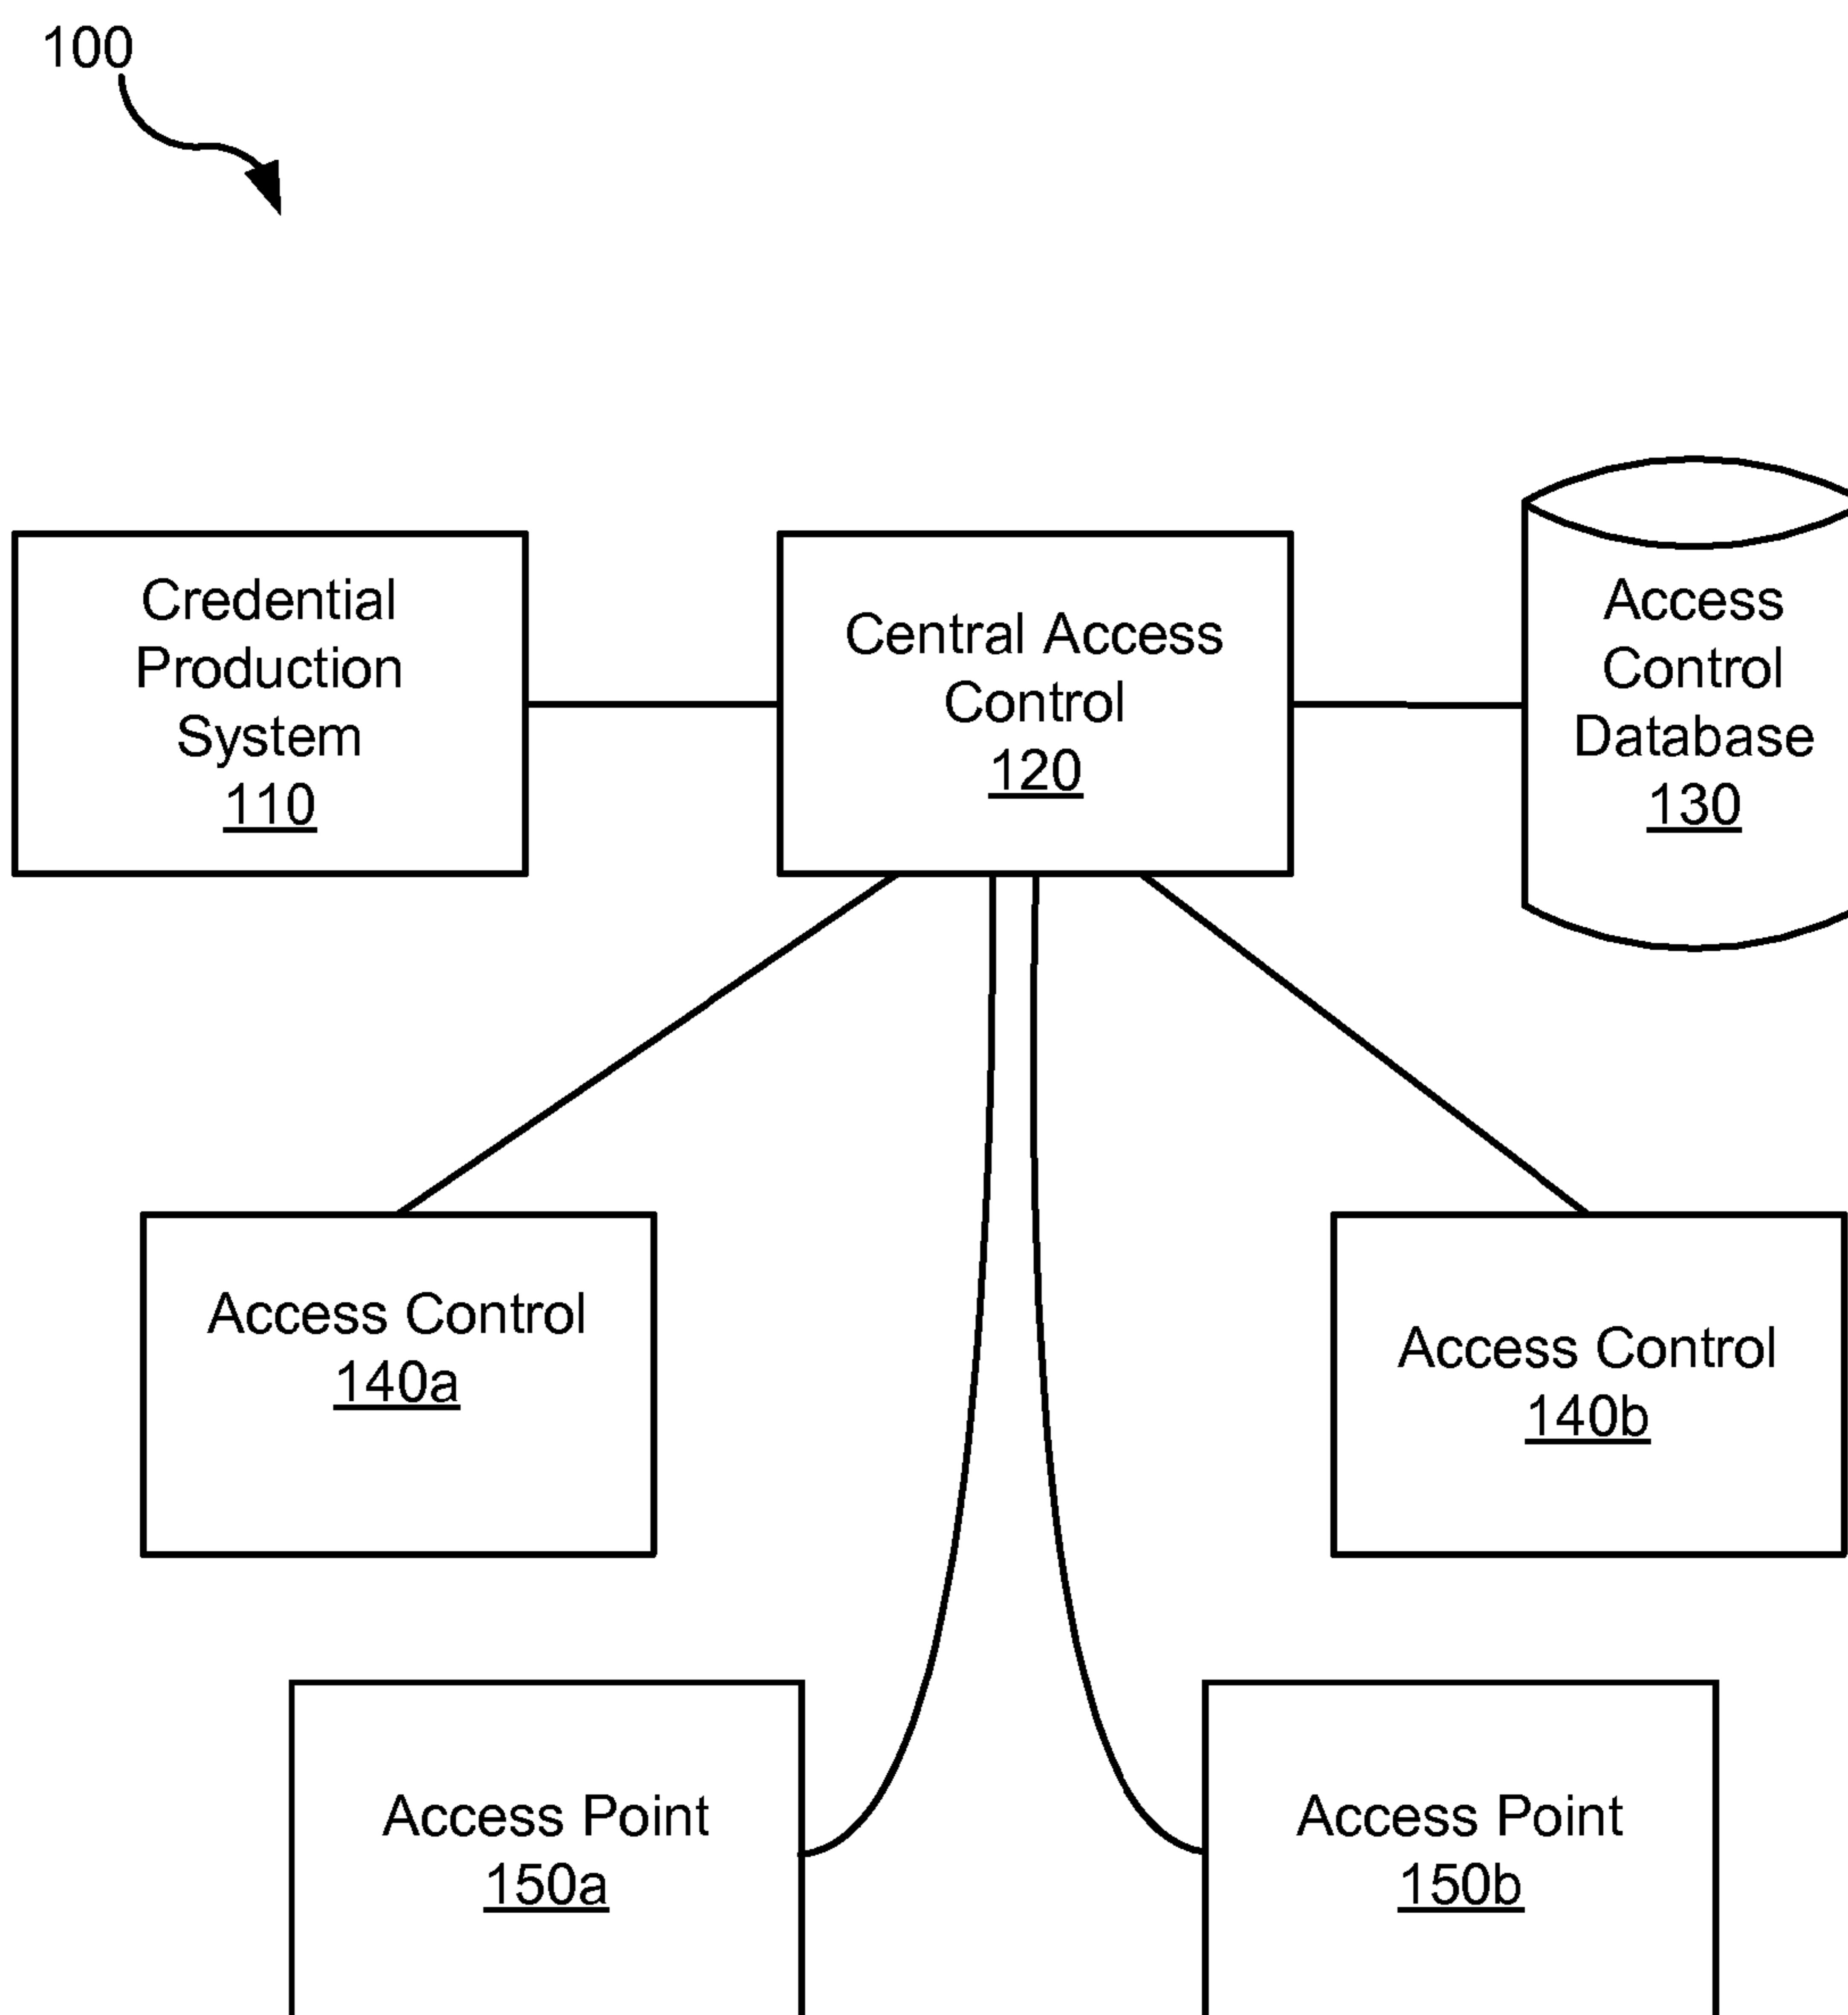 100
Credential
Production
System
110
Central Access
Control
120
Access
Control
Database
130
Access Control
140a
Access Control
140b
Access Point
150a
Access Point
150b